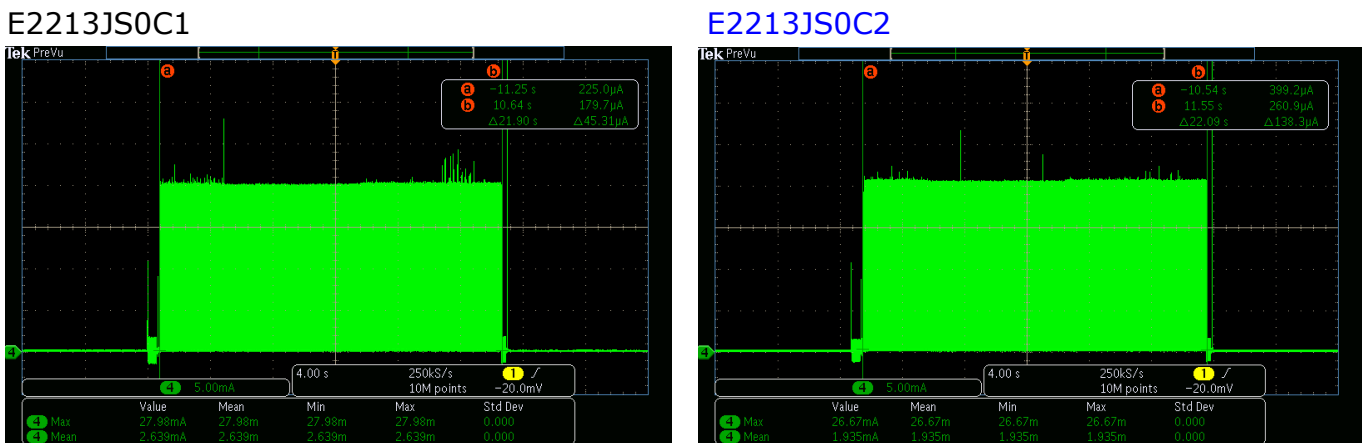 E2213JS0C1
Tek PreVu
T
a b
a -11.25 s 225.0μA
b 10.64 s 179.7μA
△21.90 s △45.31μA
4
4 5.00mA
4.00 s 250kS/s 1
10M points -20.0mV
Value Mean Min Max Std Dev
4 Max 27.98mA 27.98m 27.98m 27.98m 0.000
4 Mean 2.639mA 2.639m 2.639m 2.639m 0.000
E2213JS0C2
Tek PreVu
a b
a -10.54 s 399.2μA
b 11.55 s 260.9μA
△22.09 s △138.3μA
4
4 5.00mA
4.00 s 250kS/s 1
10M points -20.0mV
Value Mean Min Max Std Dev
4 Max 26.67mA 26.67m 26.67m 26.67m 0.000
4 Mean 1.935mA 1.935m 1.935m 1.935m 0.000